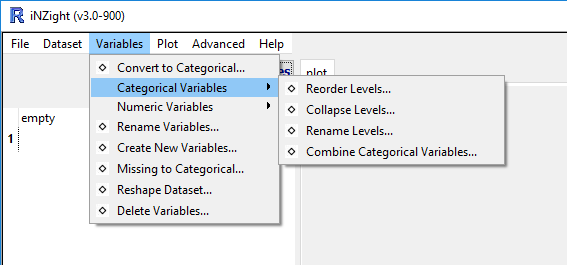 iNZight (v3.0-900)
File Dataset Variables Plot Advanced Help
Convert to Categorical...
plot
Categorical Variables
Reorder Levels...
Numeric Variables
Collapse Levels...
empty
Rename Variables...
Rename Levels...
1
Create New Variables...
Combine Categorical Variables...
Missing to Categorical...
Reshape Dataset...
Delete Variables...